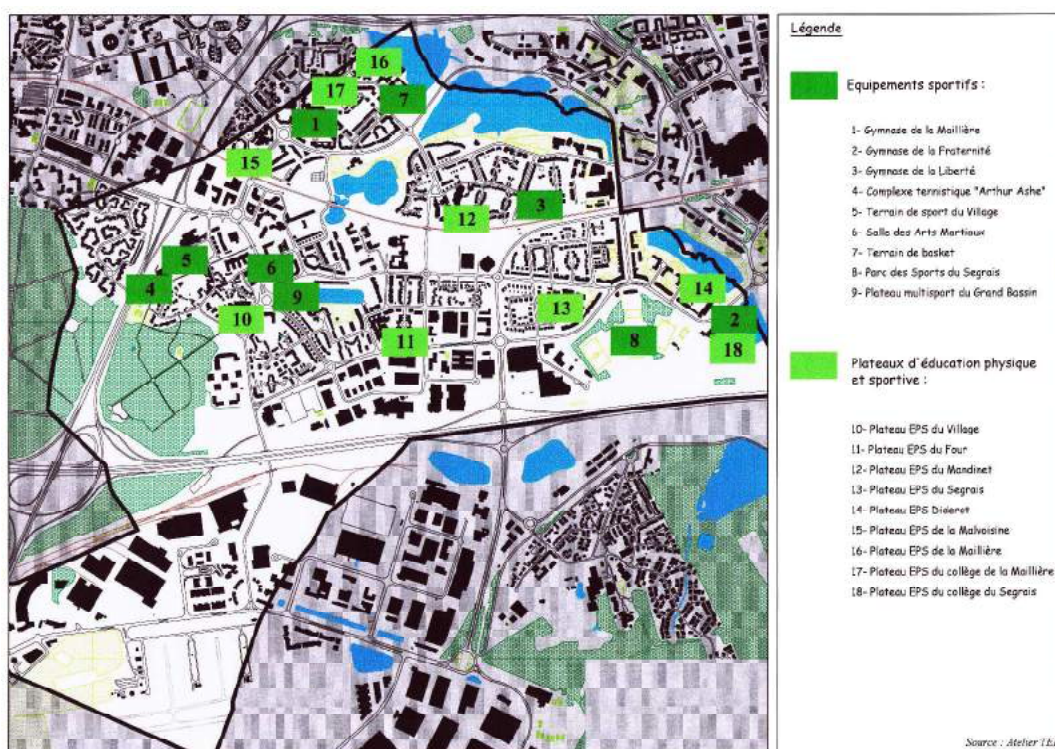 16
17
7
1
15
12
3
5
6
4
9
14
10
13
2
11
8
18
Légende
Equipements sportifs :
1- Gymnase de la Maillière
2- Gymnase de la Fraternité
3- Gymnase de la Liberté
4- Complexe tennistique "Arthur Ashe"
5- Terrain de sport du Village
6- Salle des Arts Martiaux
7- Terrain de basket
8- Parc des Sports du Segrais
9- Plateau multisport du Grand Bassin
Plateaux d'éducation physique
et sportive :
10- Plateau EPS du Village
11- Plateau EPS du Four
12- Plateau EPS du Mandinet
13- Plateau EPS du Segrais
14- Plateau EPS Diderot
15- Plateau EPS de la Malvoisine
16- Plateau EPS de la Maillière
17- Plateau EPS du collège de la Maillière
18- Plateau EPS du collège du Segrais
Source : Atelier